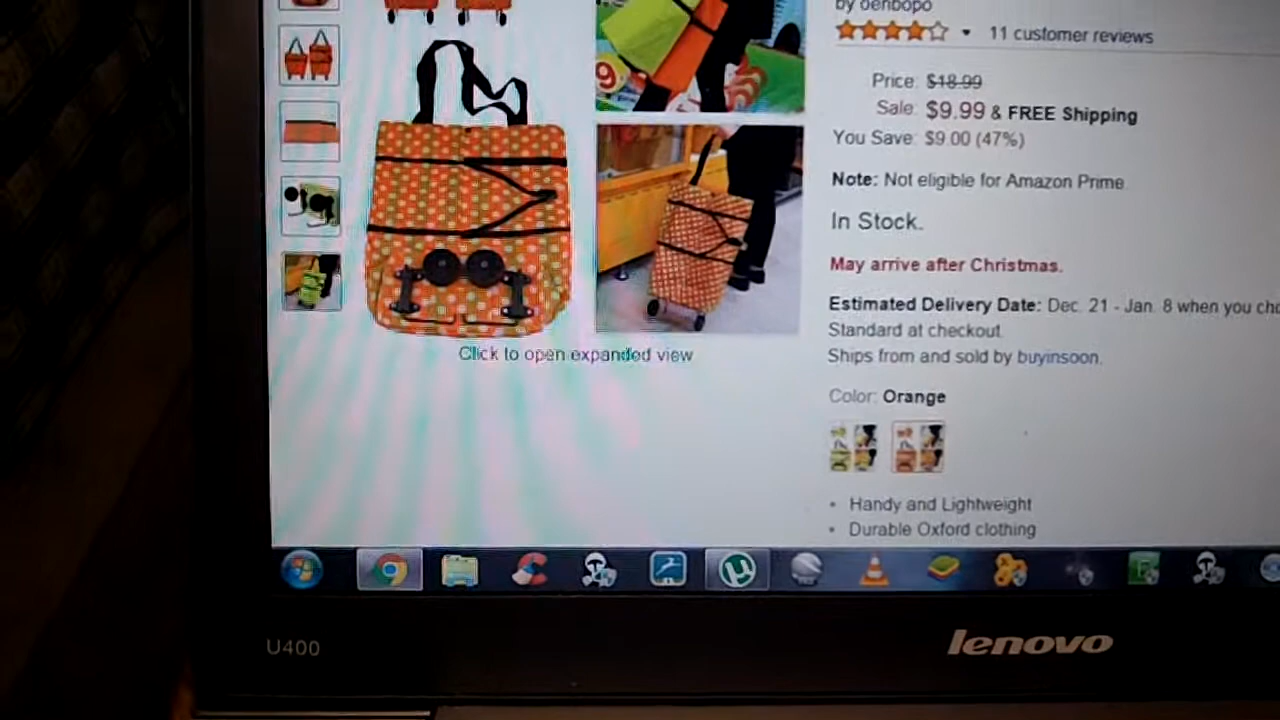 by oenbopo
11 customer reviews
Price: $18.99
Sale: $9.99 & FREE Shipping
You Save: $9.00 (47%)
Note: Not eligible for Amazon Prime.
In Stock.
May arrive after Christmas.
Estimated Delivery Date: Dec. 21 - Jan. 8 when you cho
Standard at checkout.
Ships from and sold by buyinsoon.
Click to open expanded view
Color: Orange
• Handy and Lightweight
• Durable Oxford clothing
U400
lenovo